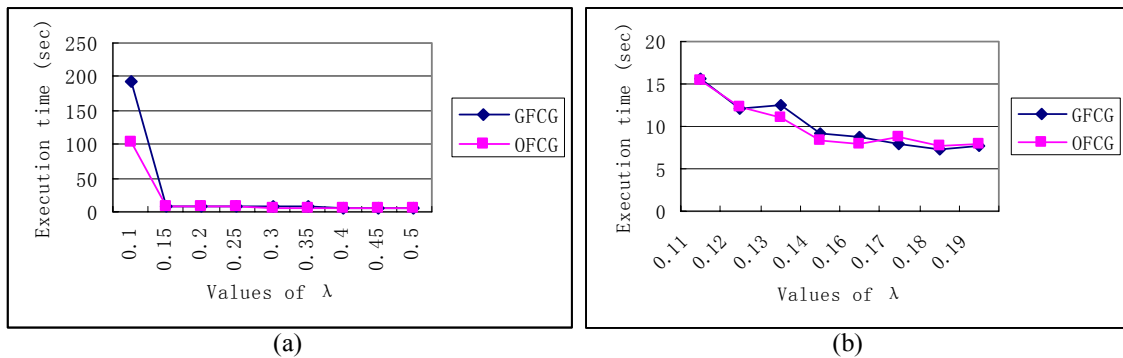 Execution time (sec)
250
200
150
100
50
0
0.1
0.15
0.2
0.25
0.3
0.35
0.4
0.45
0.5
Values of λ
GFCG
OFCG
(a)
Execution time (sec)
20
15
10
5
0
0.11
0.12
0.13
0.14
0.16
0.17
0.18
0.19
Values of λ
GFCG
OFCG
(b)